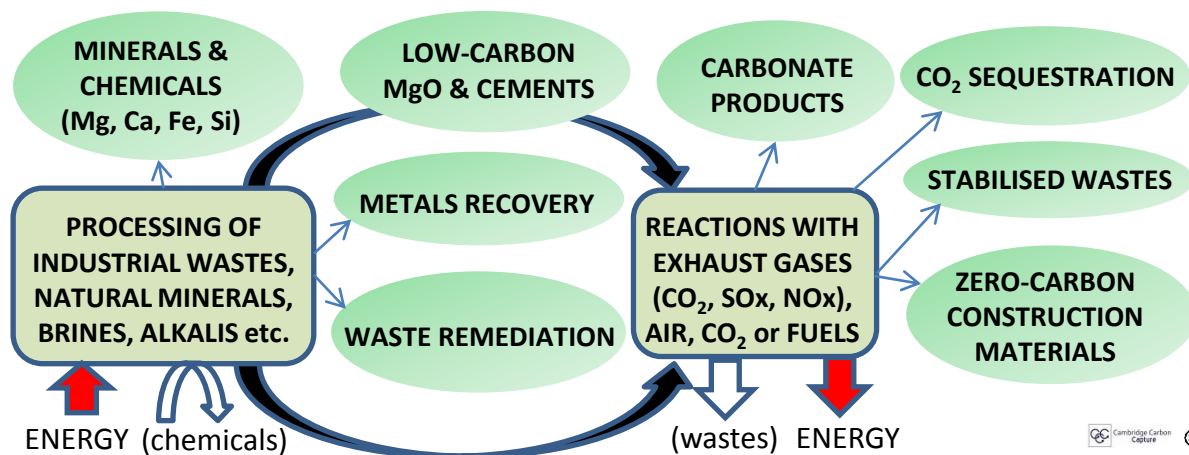 MINERALS &
CHEMICALS
(Mg, Ca, Fe, Si)
LOW-CARBON
MgO & CEMENTS
CARBONATE
PRODUCTS
CO₂ SEQUESTRATION
METALS RECOVERY
STABILISED WASTES
PROCESSING OF
INDUSTRIAL WASTES,
NATURAL MINERALS,
BRINES, ALKALIS etc.
REACTIONS WITH
EXHAUST GASES
(CO₂, SOx, NOx),
AIR, CO₂ or FUELS
WASTE REMEDIATION
ZERO-CARBON
CONSTRUCTION
MATERIALS
ENERGY
(chemicals)
(wastes)
ENERGY
Cambridge Carbon
Capture